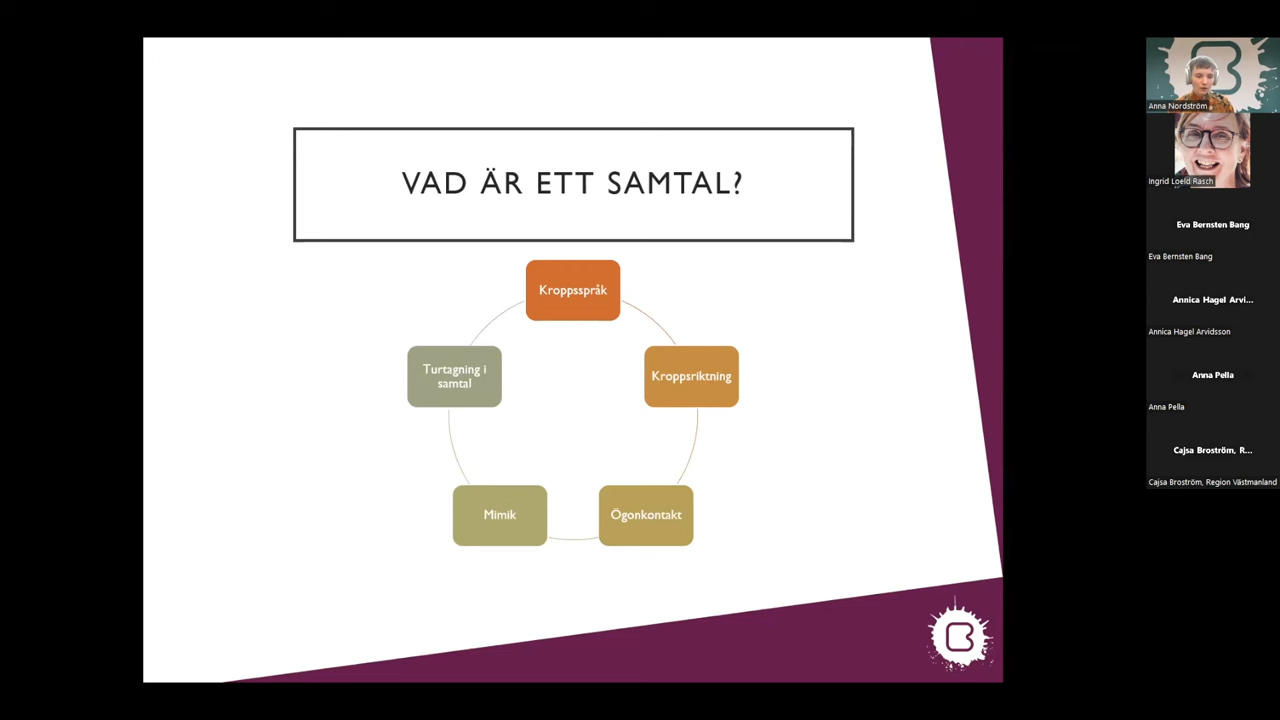 VAD ÄR ETT SAMTAL?
Kroppsspråk
Turtagning i
samtal
Kroppsriktning
Mimik
Ögonkontakt
Anna Nordström
Ingrid Loeld Rasch
Eva Bernsten Bang
Eva Bernsten Bang
Annica Hagel Arvi...
Annica Hagel Arvidsson
Anna Pella
Anna Pella
Cajsa Broström, R...
Cajsa Broström, Region Västmanland